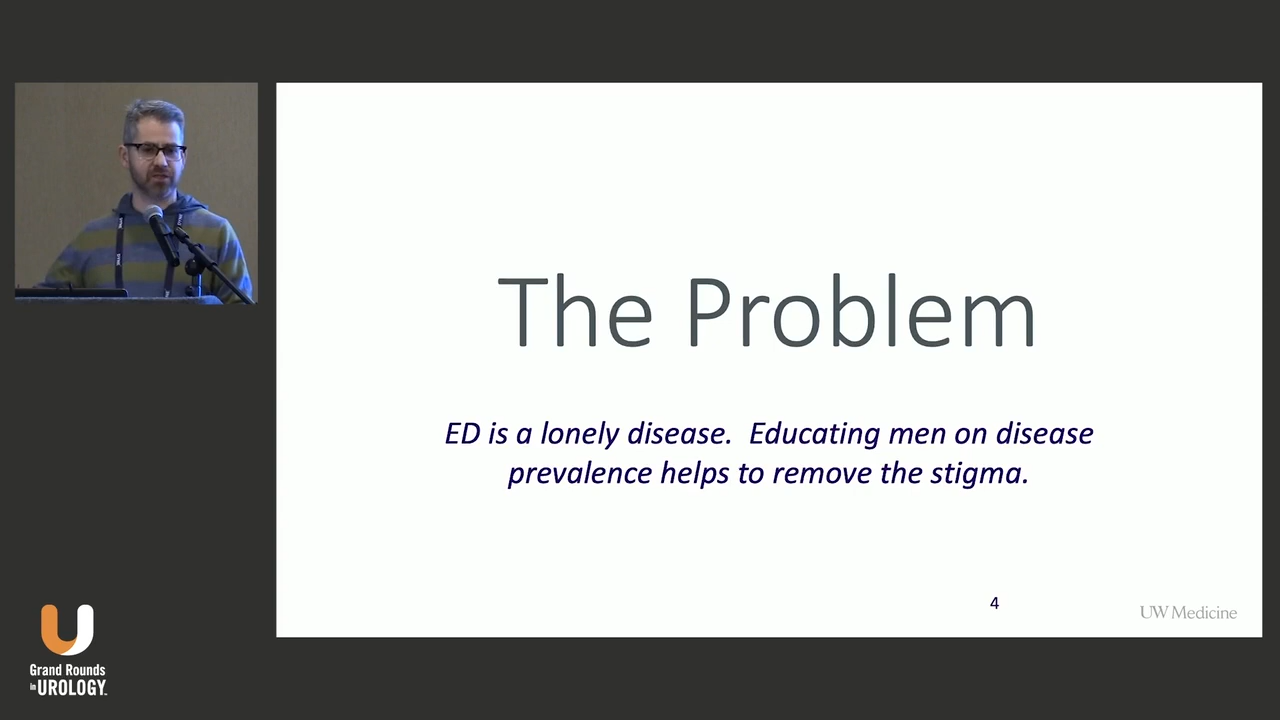 The Problem
ED is a lonely disease.  Educating men on disease
prevalence helps to remove the stigma.
4
UW Medicine
Grand Rounds
in UROLOGY